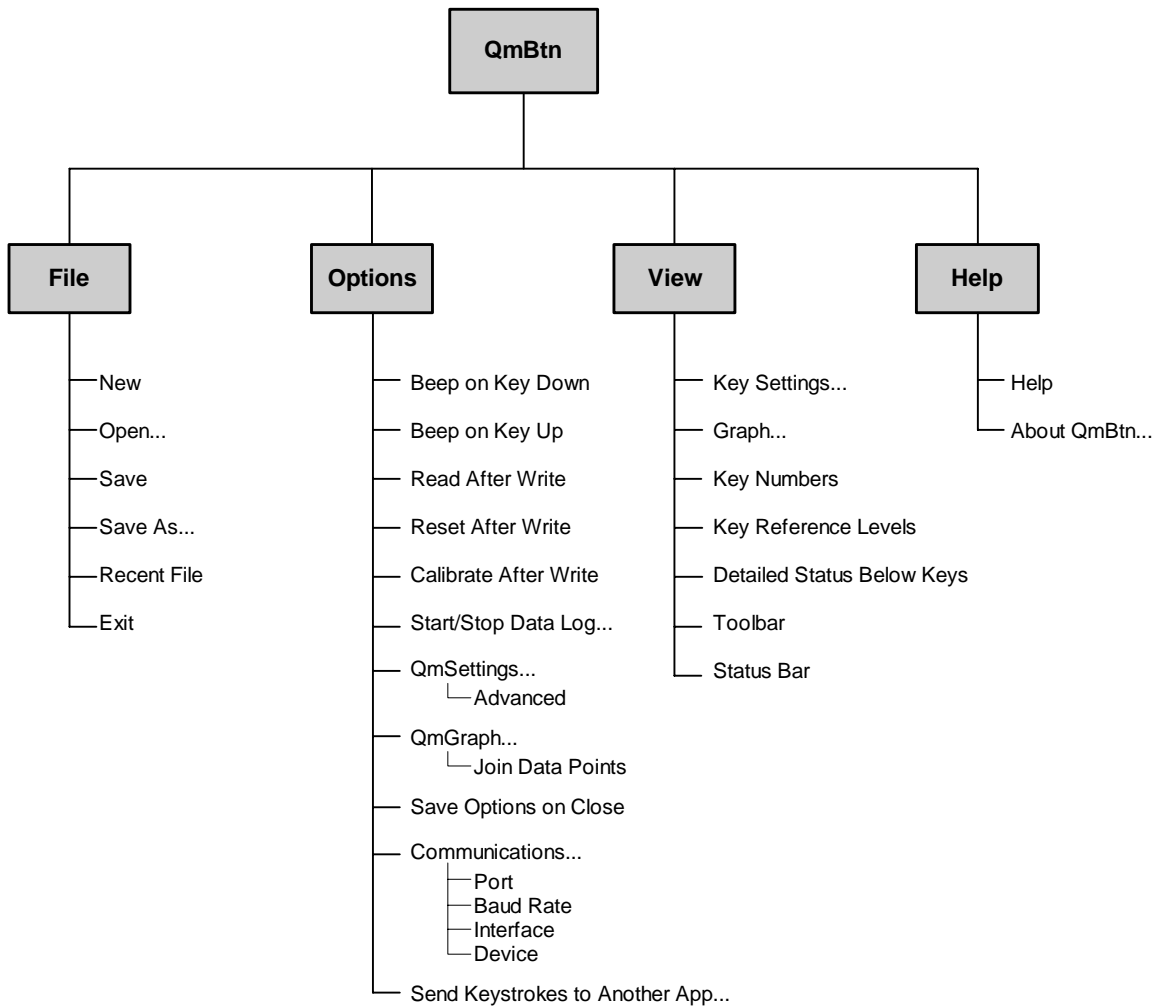 QmBtn
File
New
Open...
Save
Save As...
Recent File
Exit
Options
Beep on Key Down
Beep on Key Up
Read After Write
Reset After Write
Calibrate After Write
Start/Stop Data Log...
QmSettings...
Advanced
QmGraph...
Join Data Points
Save Options on Close
Communications...
Port
Baud Rate
Interface
Device
Send Keystrokes to Another App...
View
Key Settings...
Graph...
Key Numbers
Key Reference Levels
Detailed Status Below Keys
Toolbar
Status Bar
Help
Help
About QmBtn...